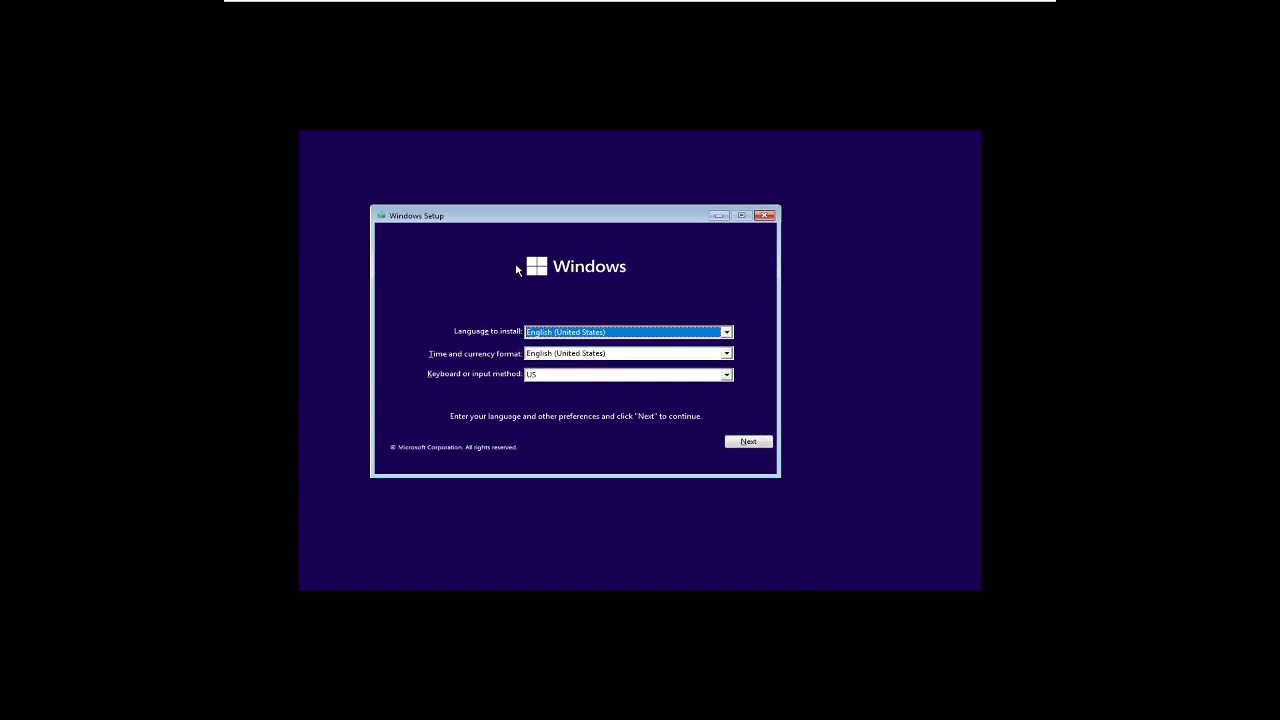 Windows Setup
Windows
Language to install: English (United States)
Time and currency format: English (United States)
Keyboard or input method: US
Enter your language and other preferences and click "Next" to continue.
Next
© Microsoft Corporation. All rights reserved.